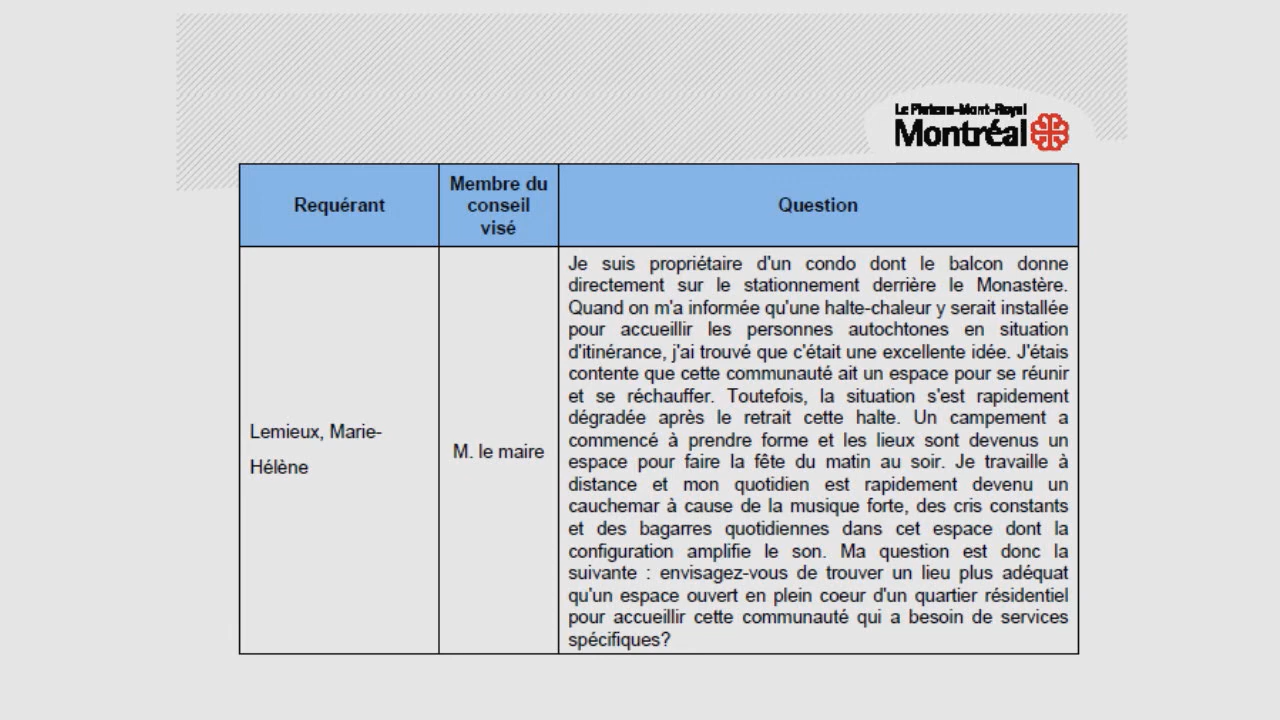 Le Plateau-Mont-Royal
Montréal
Requérant
Membre du
conseil
visé
Question
Lemieux, Marie-
Hélène
M. le maire
Je suis propriétaire d'un condo dont le balcon donne
directement sur le stationnement derrière le Monastère.
Quand on m'a informée qu'une halte-chaleur y serait installée
pour accueillir les personnes autochtones en situation
d'itinérance, j'ai trouvé que c'était une excellente idée. J'étais
contente que cette communauté ait un espace pour se réunir
et se réchauffer. Toutefois, la situation s'est rapidement
dégradée après le retrait cette halte. Un campement a
commencé à prendre forme et les lieux sont devenus un
espace pour faire la fête du matin au soir. Je travaille à
distance et mon quotidien est rapidement devenu un
cauchemar à cause de la musique forte, des cris constants
et des bagarres quotidiennes dans cet espace dont la
configuration amplifie le son. Ma question est donc la
suivante : envisagez-vous de trouver un lieu plus adéquat
qu'un espace ouvert en plein coeur d'un quartier résidentiel
pour accueillir cette communauté qui a besoin de services
spécifiques?